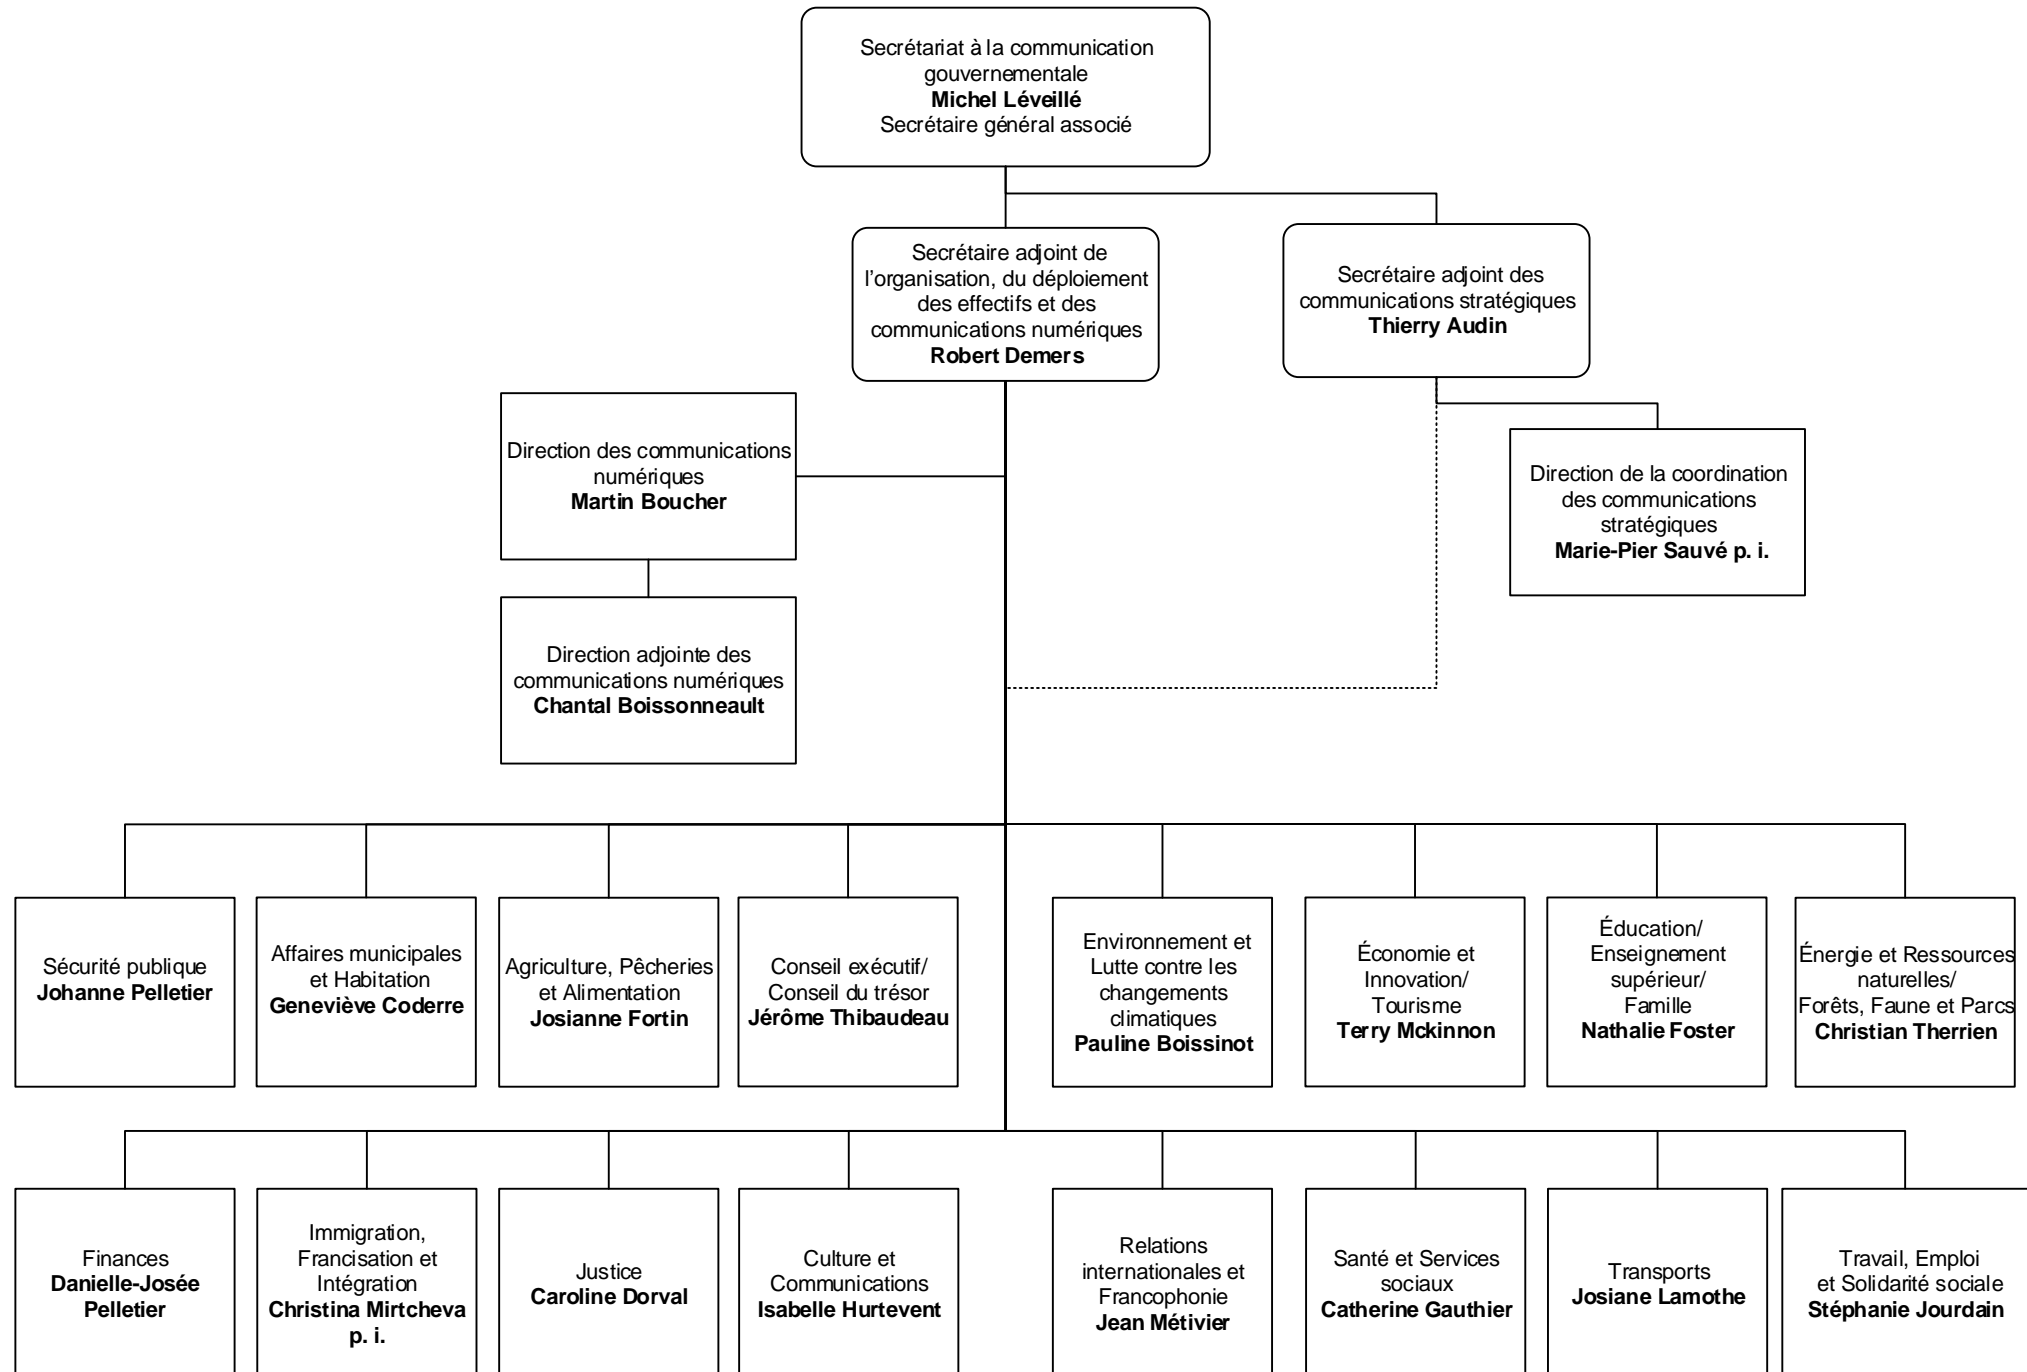 Secrétariat à la communication
gouvernementale
Michel Léveillé
Secrétaire général associé
Secrétaire adjoint de
l'organisation, du déploiement
des effectifs et des
communications numériques
Robert Demers
Secrétaire adjoint des
communications stratégiques
Thierry Audin
Direction des communications
numériques
Martin Boucher
Direction de la coordination
des communications
stratégiques
Marie-Pier Sauvé p. i.
Direction adjointe des
communications numériques
Chantal Boissonneault
Sécurité publique
Johanne Pelletier
Affaires municipales
et Habitation
Geneviève Coderre
Agriculture, Pêcheries
et Alimentation
Josianne Fortin
Conseil exécutif/
Conseil du trésor
Jérôme Thibaudeau
Environnement et
Lutte contre les
changements
climatiques
Pauline Boissinot
Économie et
Innovation/
Tourisme
Terry Mckinnon
Éducation/
Enseignement
supérieur/
Famille
Nathalie Foster
Énergie et Ressources
naturelles/
Forêts, Faune et Parcs
Christian Therrien
Finances
Danielle-Josée
Pelletier
Immigration,
Francisation et
Intégration
Christina Mirtcheva
p. i.
Justice
Caroline Dorval
Culture et
Communications
Isabelle Hurtevent
Relations
internationales et
Francophonie
Jean Métivier
Santé et Services
sociaux
Catherine Gauthier
Transports
Josiane Lamothe
Travail, Emploi
et Solidarité sociale
Stéphanie Jourdain